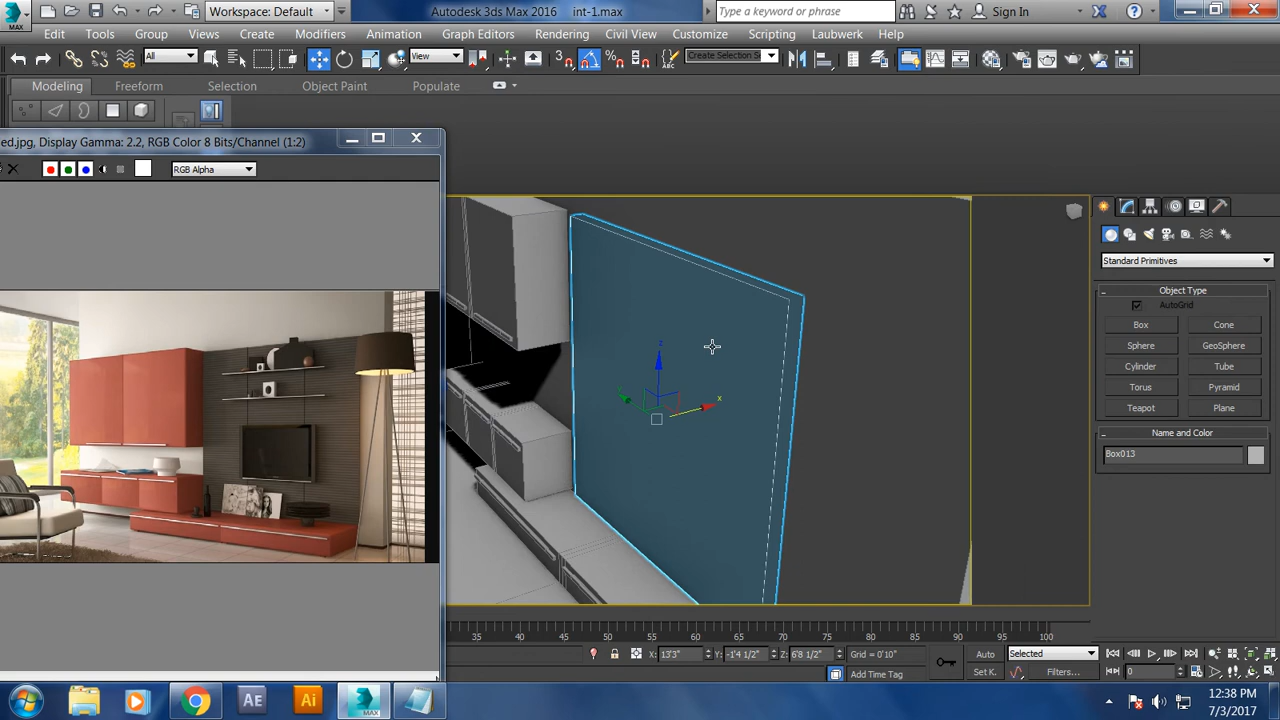 MAX
Workspace: Default
Autodesk 3ds Max 2016 int-1.max
Type a keyword or phrase
Sign In
Edit Tools Group Views Create Modifiers Animation Graph Editors Rendering Civil View Customize Scripting Laubwerk Help
All
View
Create Selection S
Modeling Freeform Selection Object Paint Populate
ed.jpg, Display Gamma: 2.2, RGB Color 8 Bits/Channel (1:2)
RGB Alpha
z
x
Standard Primitives
Object Type
AutoGrid
Box Cone
Sphere GeoSphere
Cylinder Tube
Torus Pyramid
Teapot Plane
Name and Color
Box013
35 40 45 50 55 60 65 70 75 80 85 90 95 100
X: 13'3" Y: -1'4 1/2" Z: 6'8 1/2" Grid = 0'10" Auto Selected
Add Time Tag Set K. Filters... 0
AE Ai MAX
12:38 PM
7/3/2017